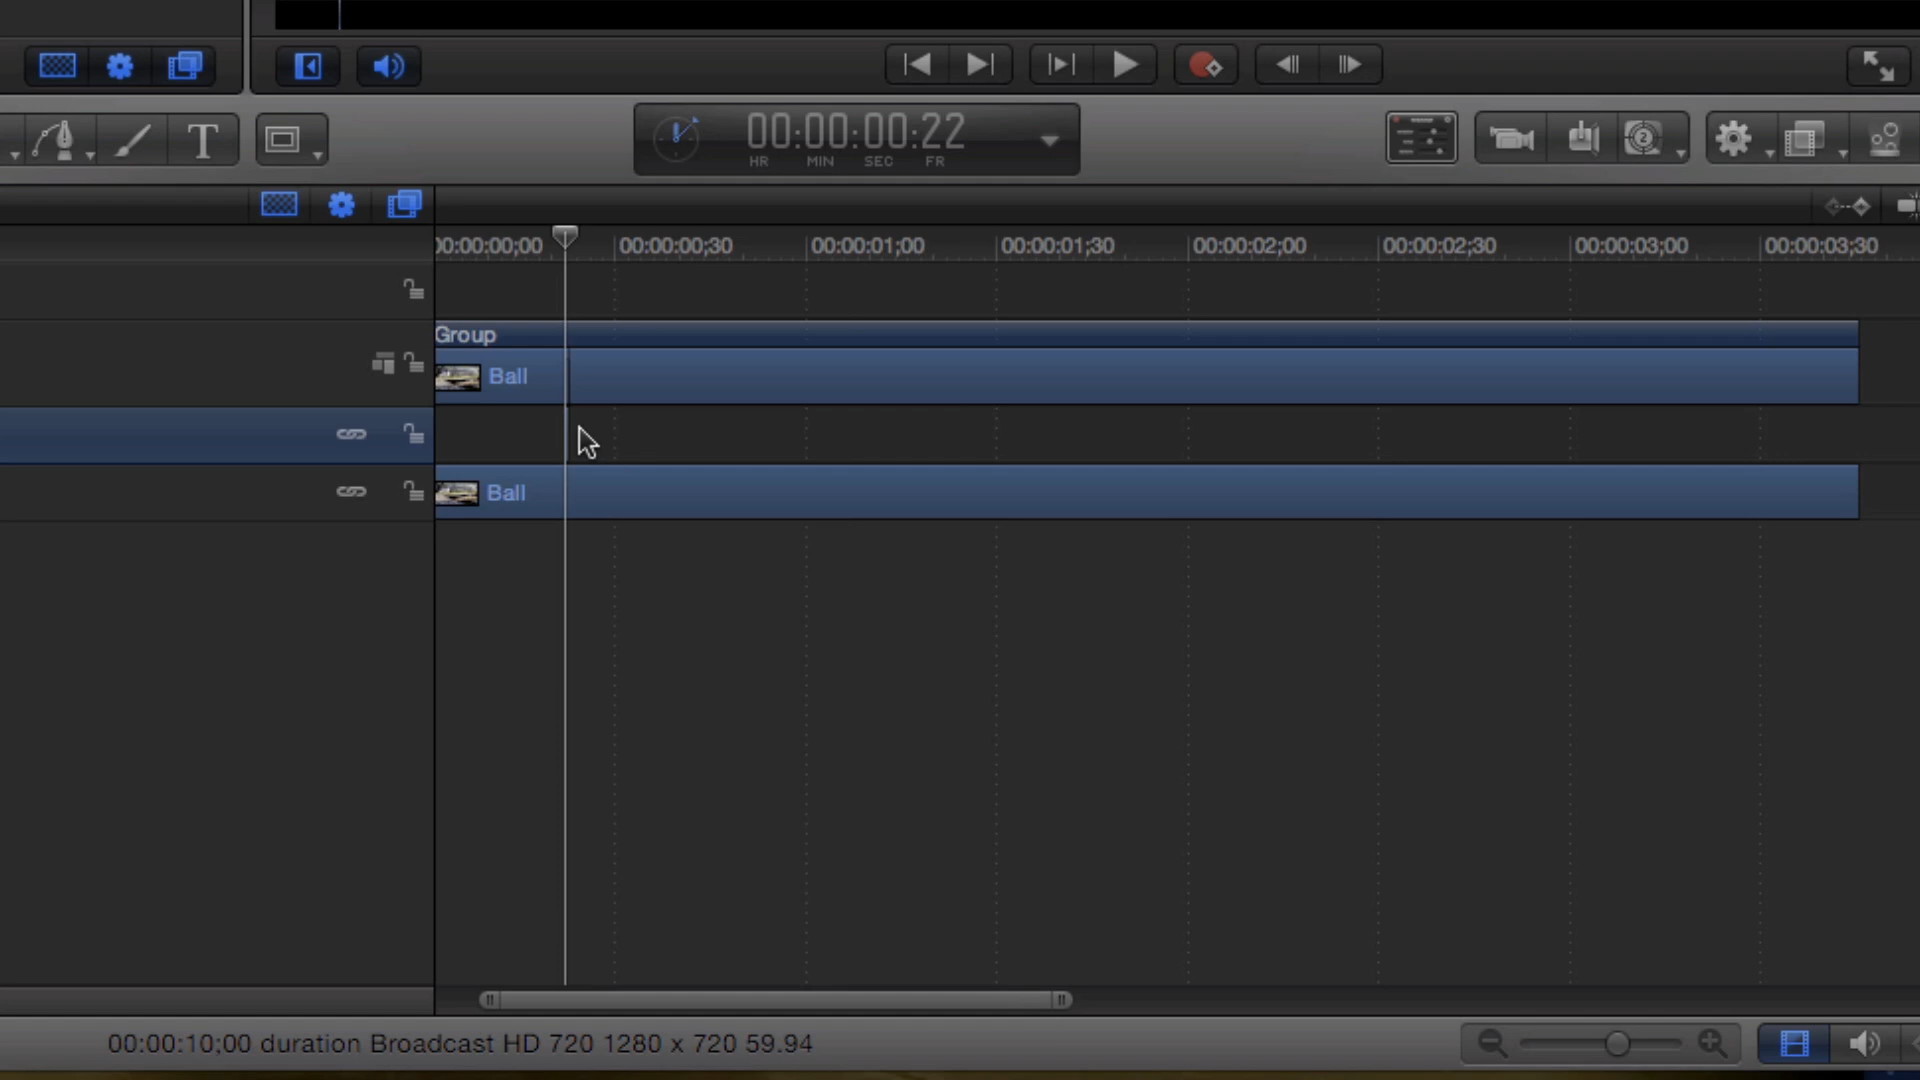 T
00:00:00:22
HR MIN SEC FR
2
00:00:00;00 00:00:00;30 00:00:01;00 00:00:01;30 00:00:02;00 00:00:02;30 00:00:03;00 00:00:03;30
Group
Ball
Ball
00:00:10;00 duration Broadcast HD 720 1280 x 720 59.94